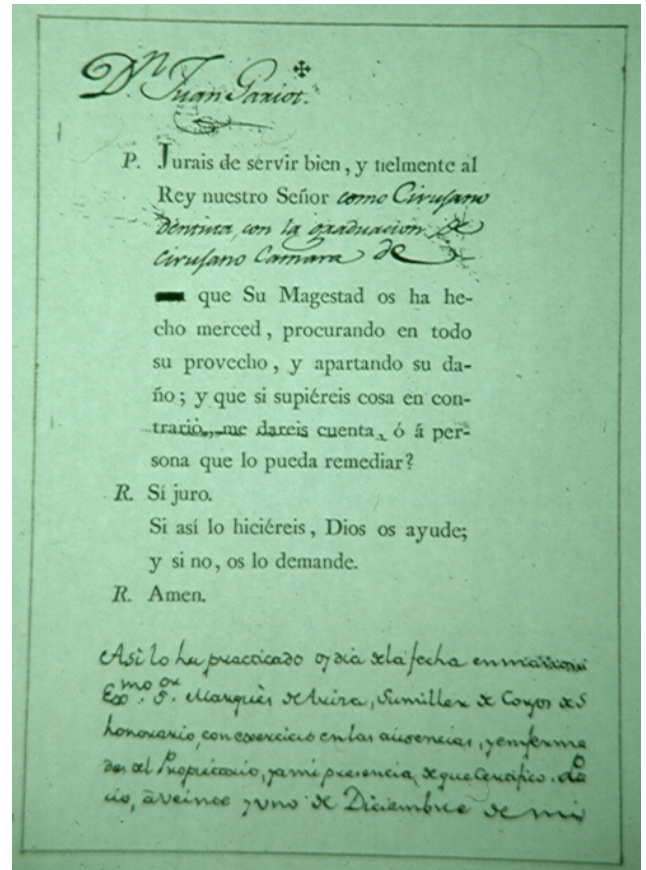 Dn. Juan Gariot.
P. Jurais de servir bien, y fielmente al
Rey nuestro Señor como Cirujano
dentista, con la graduacion de
Cirujano Camara de
que Su Magestad os ha he-
cho merced, procurando en todo
su provecho, y apartando su da-
ño; y que si supiéreis cosa en con-
trario, me dareis cuenta, ó á per-
sona que lo pueda remediar?
R. Sí juro.
Si así lo hiciéreis, Dios os ayude;
y si no, os lo demande.
R. Amen.
Asi lo ha practicado oy dia de la fecha en manos
Exmo. Sor. Marquès de Ariza, Sumiller de Corps de S
honorario, con exercicio en las ausencias, y enferme
des del Propietario, y a mi presencia, de que Certifico.
cio, à veinte y uno de Diciembre de mil